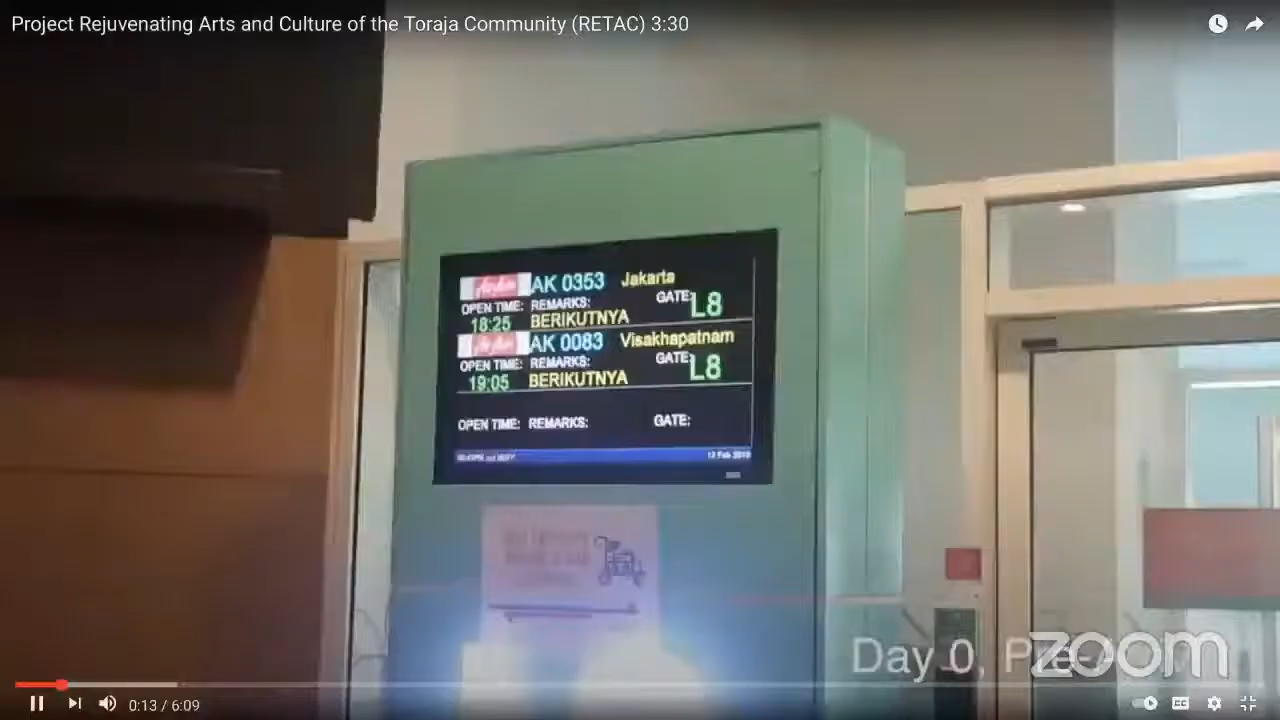 Project Rejuvenating Arts and Culture of the Toraja Community (RETAC) 3:30
AK 0353 Jakarta
OPEN TIME: REMARKS: GATE:
18:25 BERIKUTNYA L8
AK 0083 Visakhapatnam
OPEN TIME: REMARKS: GATE:
19:05 BERIKUTNYA L8
OPEN TIME: REMARKS: GATE:
Day 0,
zoom
0:13 / 6:09